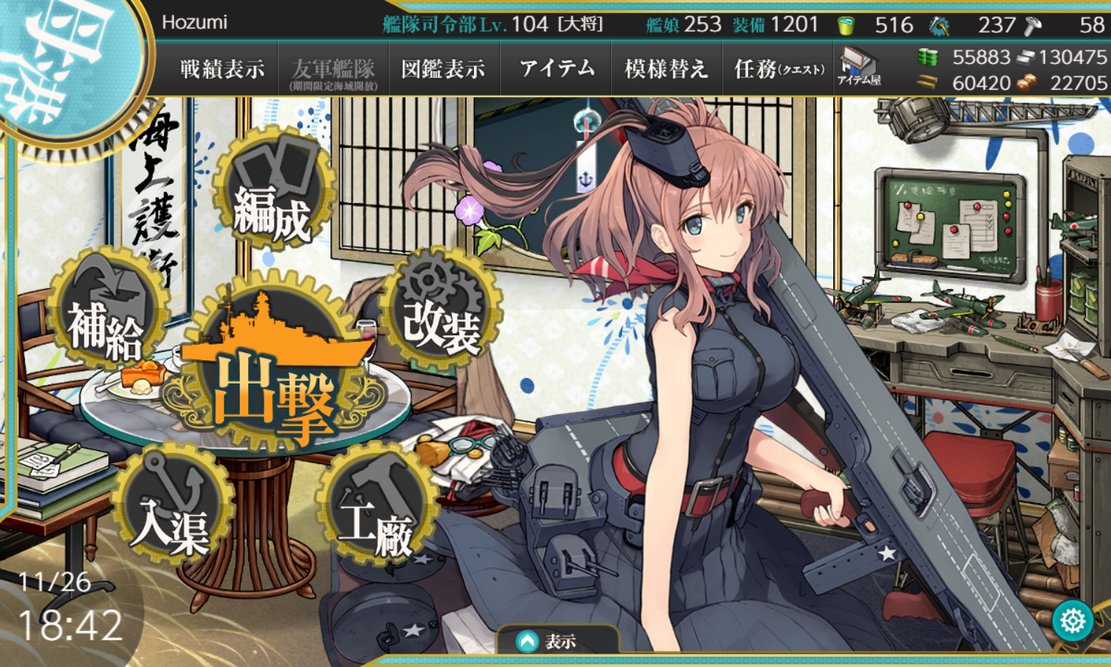 母港
Hozumi
艦隊司令部Lv. 104 [大将]
艦娘 253 装備 1201
516
237
58
戦績表示
友軍艦隊
(期間限定海域開放)
図鑑表示
アイテム
模様替え
任務(クエスト)
アイテム屋
55883
130475
60420
22705
海上護衛
編成
補給
出撃
改装
入渠
工廠
11/26
18:42
表示